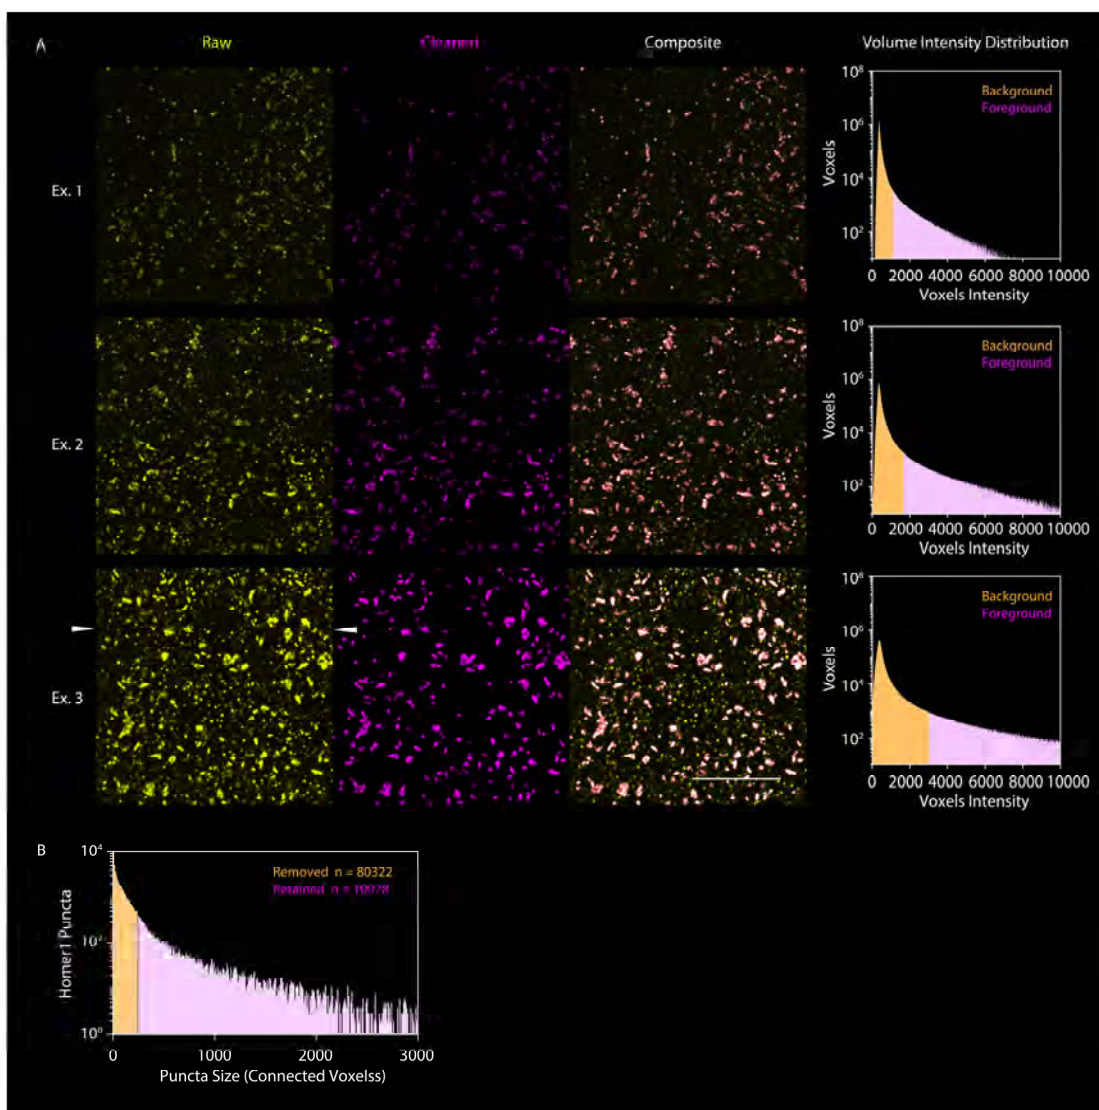 A
Raw
Cleaned
Composite
Volume Intensity Distribution
Ex. 1
10⁸
10⁶
10⁴
10²
Voxels
Background
Foreground
0 2000 4000 6000 8000 10000
Voxels Intensity
Ex. 2
10⁸
10⁶
10⁴
10²
Voxels
Background
Foreground
0 2000 4000 6000 8000 10000
Voxels Intensity
Ex. 3
10⁸
10⁶
10⁴
10²
Voxels
Background
Foreground
0 2000 4000 6000 8000 10000
Voxels Intensity
B
10⁴
10²
10⁰
Homer1 Puncta
Removed n = 80322
Retained n =
0 1000 2000 3000
Puncta Size (Connected Voxelss)